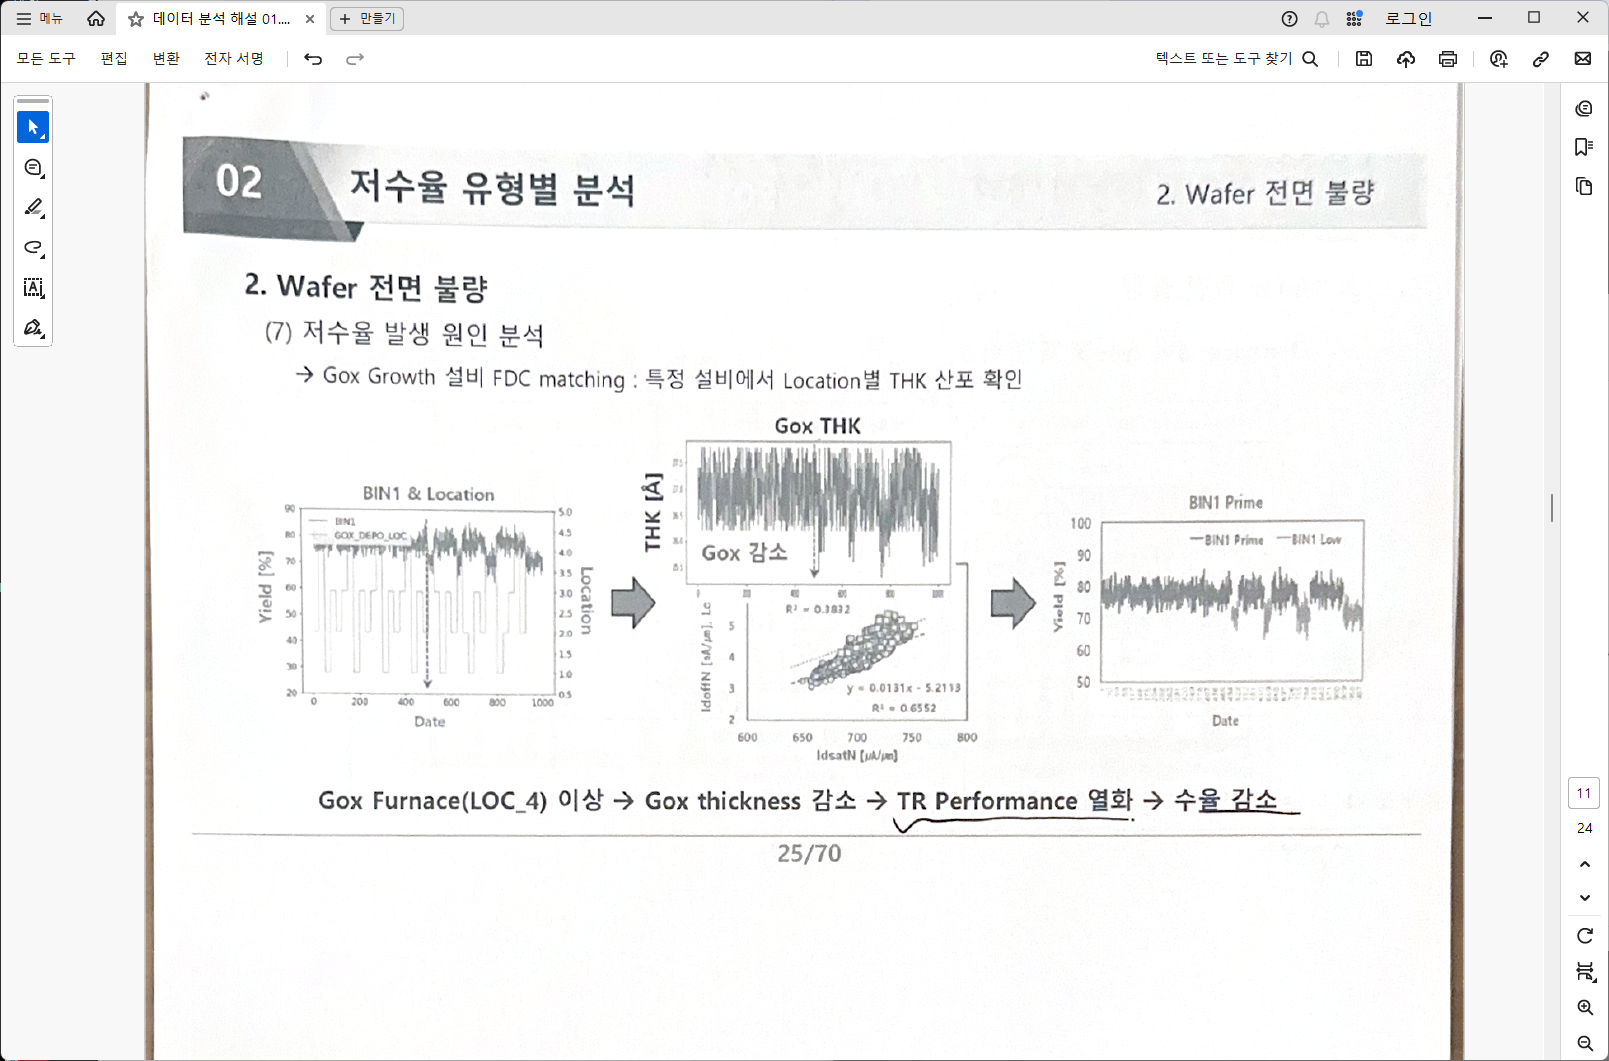 메뉴
데이터 분석 해설 01....
만들기
로그인
모든 도구
편집
변환
전자 서명
텍스트 또는 도구 찾기
02
저수율 유형별 분석
2. Wafer 전면 불량
2. Wafer 전면 불량
(7) 저수율 발생 원인 분석
→ Gox Growth 설비 FDC matching : 특정 설비에서 Location별 THK 산포 확인
BIN1 & Location
Yield [%]
90
80
70
60
50
40
30
20
BIN1
GOX_DEPO_LOC
5.0
4.5
4.0
3.5
3.0
2.5
2.0
1.5
1.0
0.5
Location
0 200 400 600 800 1000
Date
Gox THK
THK [Å]
Gox 감소
0 200 400 600 800 1000
R² = 0.3832
IdoffN [nA/μm], Lc
5
4
3
2
y = 0.0131x - 5.2113
R² = 0.6552
600 650 700 750 800
IdsatN [μA/μm]
BIN1 Prime
Yield [%]
100
90
80
70
60
50
BIN1 Prime BIN1 Low
Date
Gox Furnace(LOC_4) 이상 → Gox thickness 감소 → TR Performance 열화 → 수율 감소
25/70
11
24